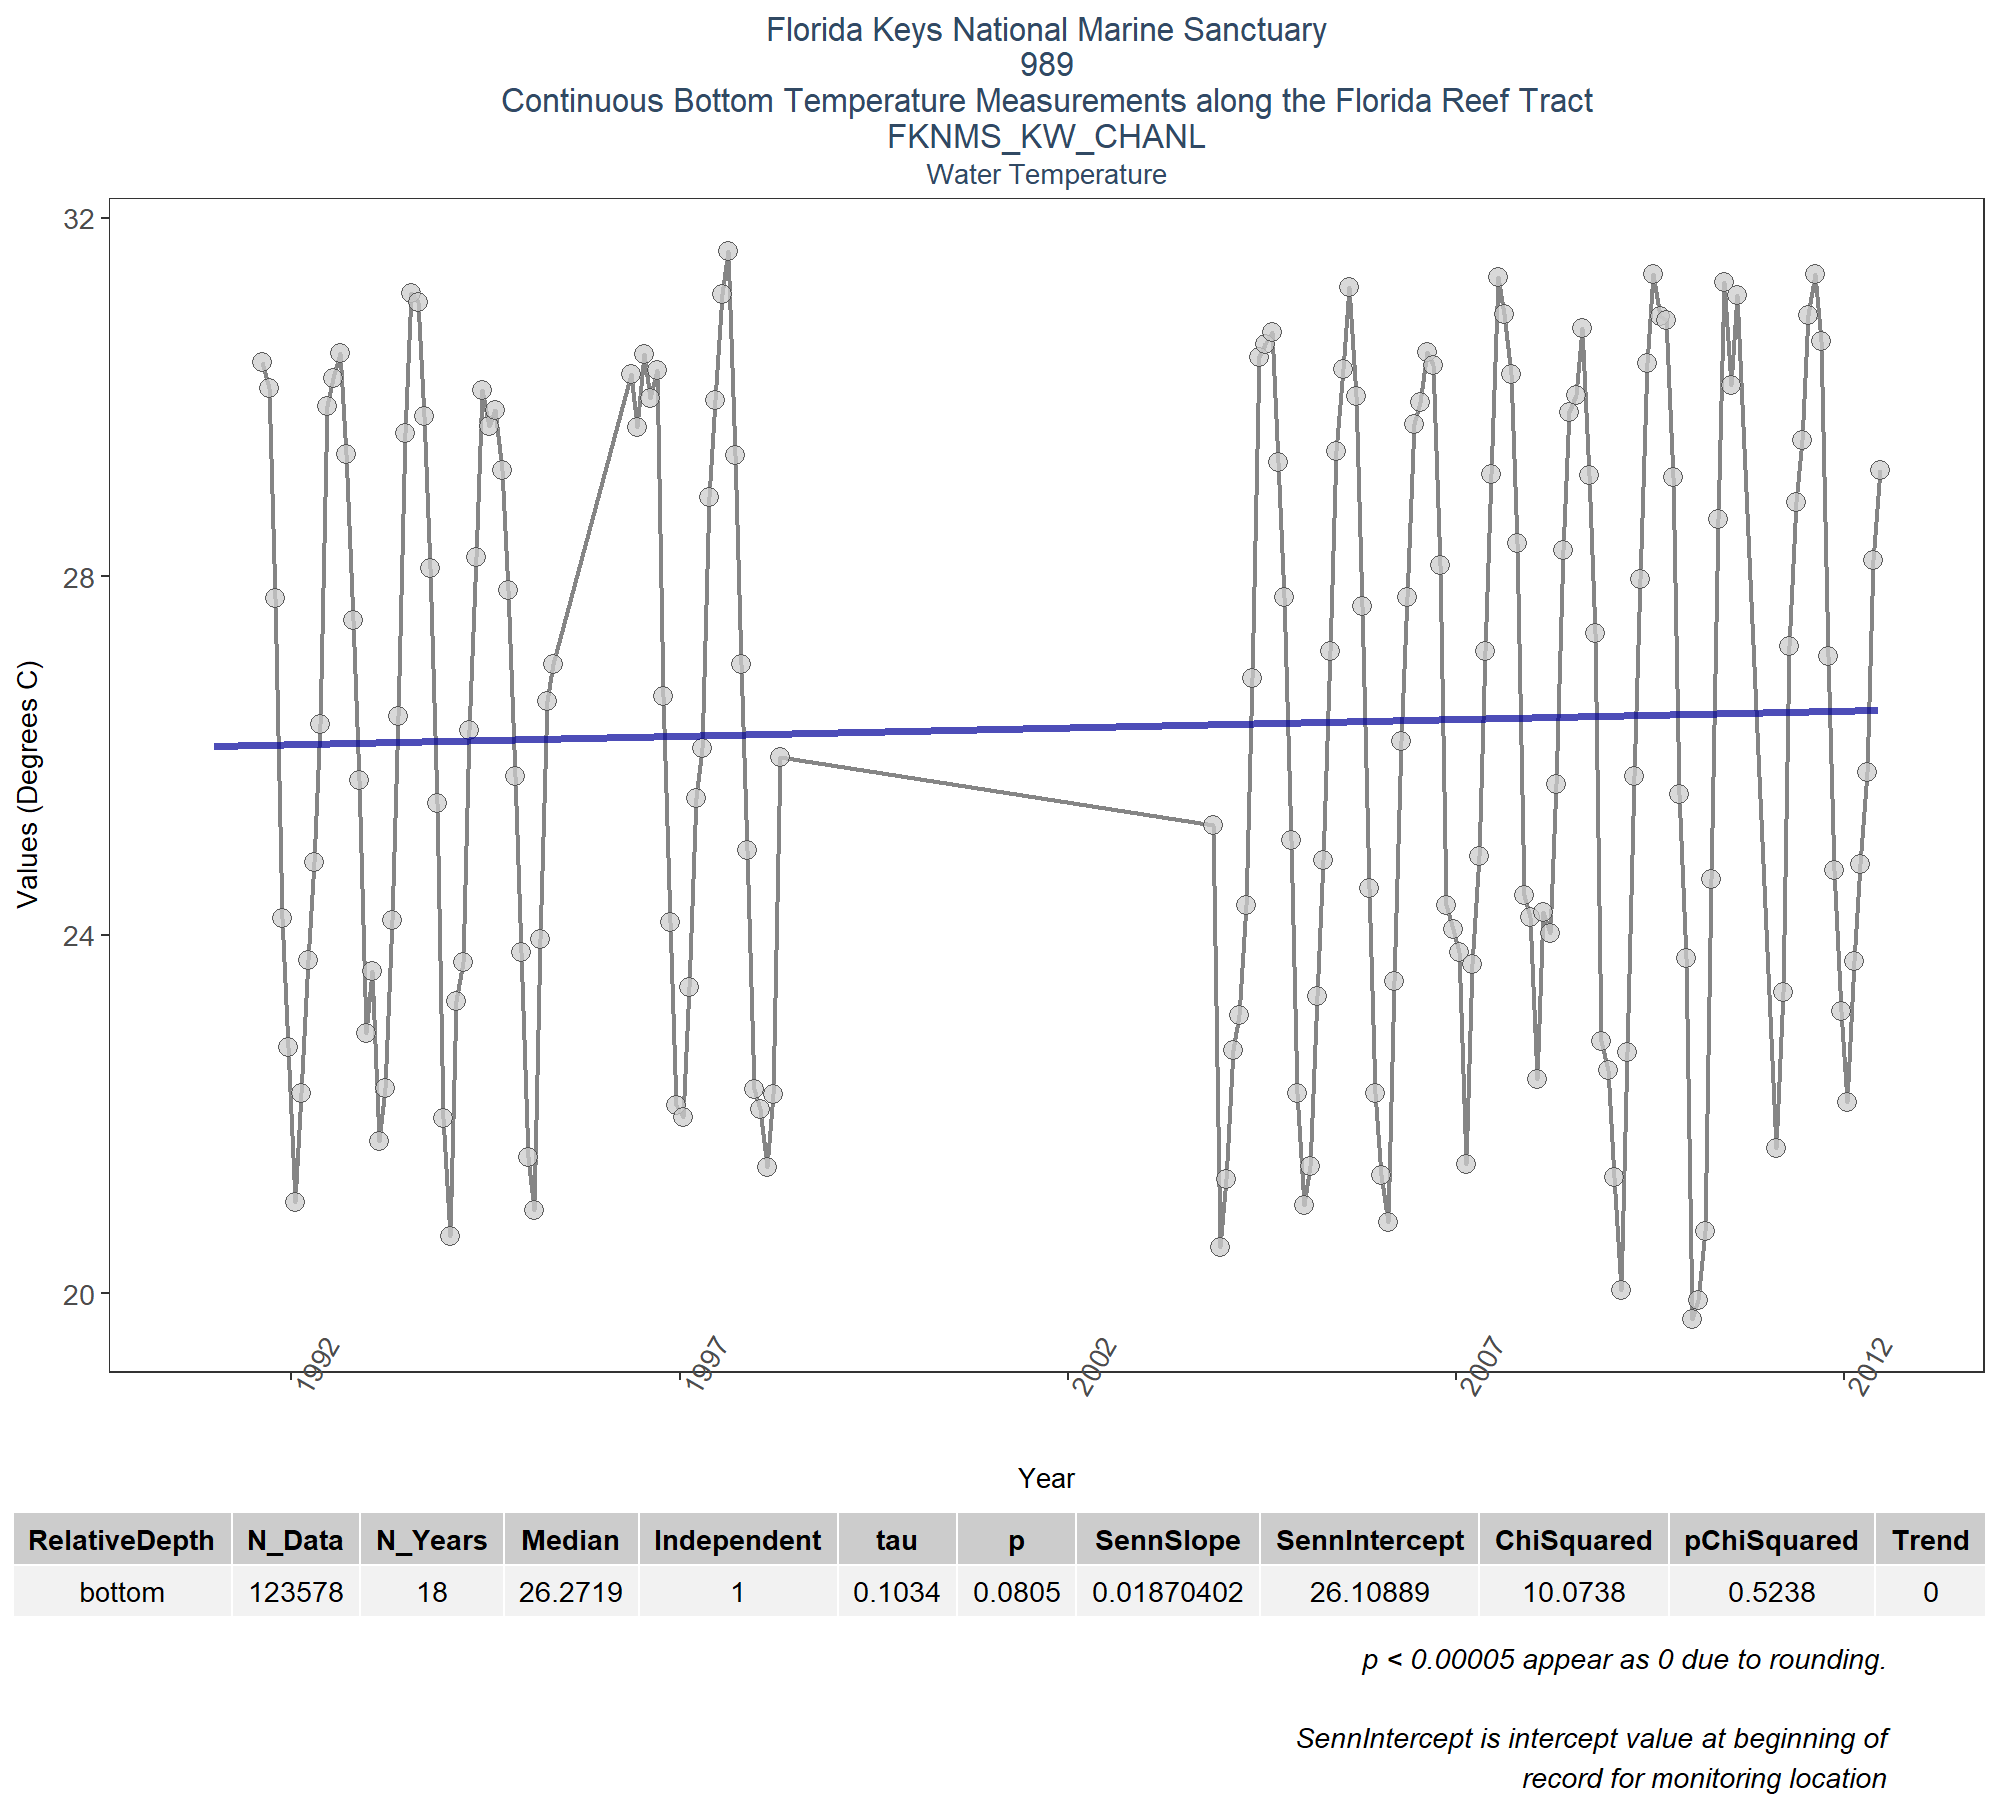 Florida Keys National Marine Sanctuary
989
Continuous Bottom Temperature Measurements along the Florida Reef Tract
FKNMS_KW_CHANL
Water Temperature
32
28
24
20
Values (Degrees C)
1992 1997 2002 2007 2012
Year
RelativeDepth N_Data N_Years Median Independent tau p SennSlope SennIntercept ChiSquared pChiSquared Trend
bottom 123578 18 26.2719 1 0.1034 0.0805 0.01870402 26.10889 10.0738 0.5238 0
p < 0.00005 appear as 0 due to rounding.
SennIntercept is intercept value at beginning of
record for monitoring location